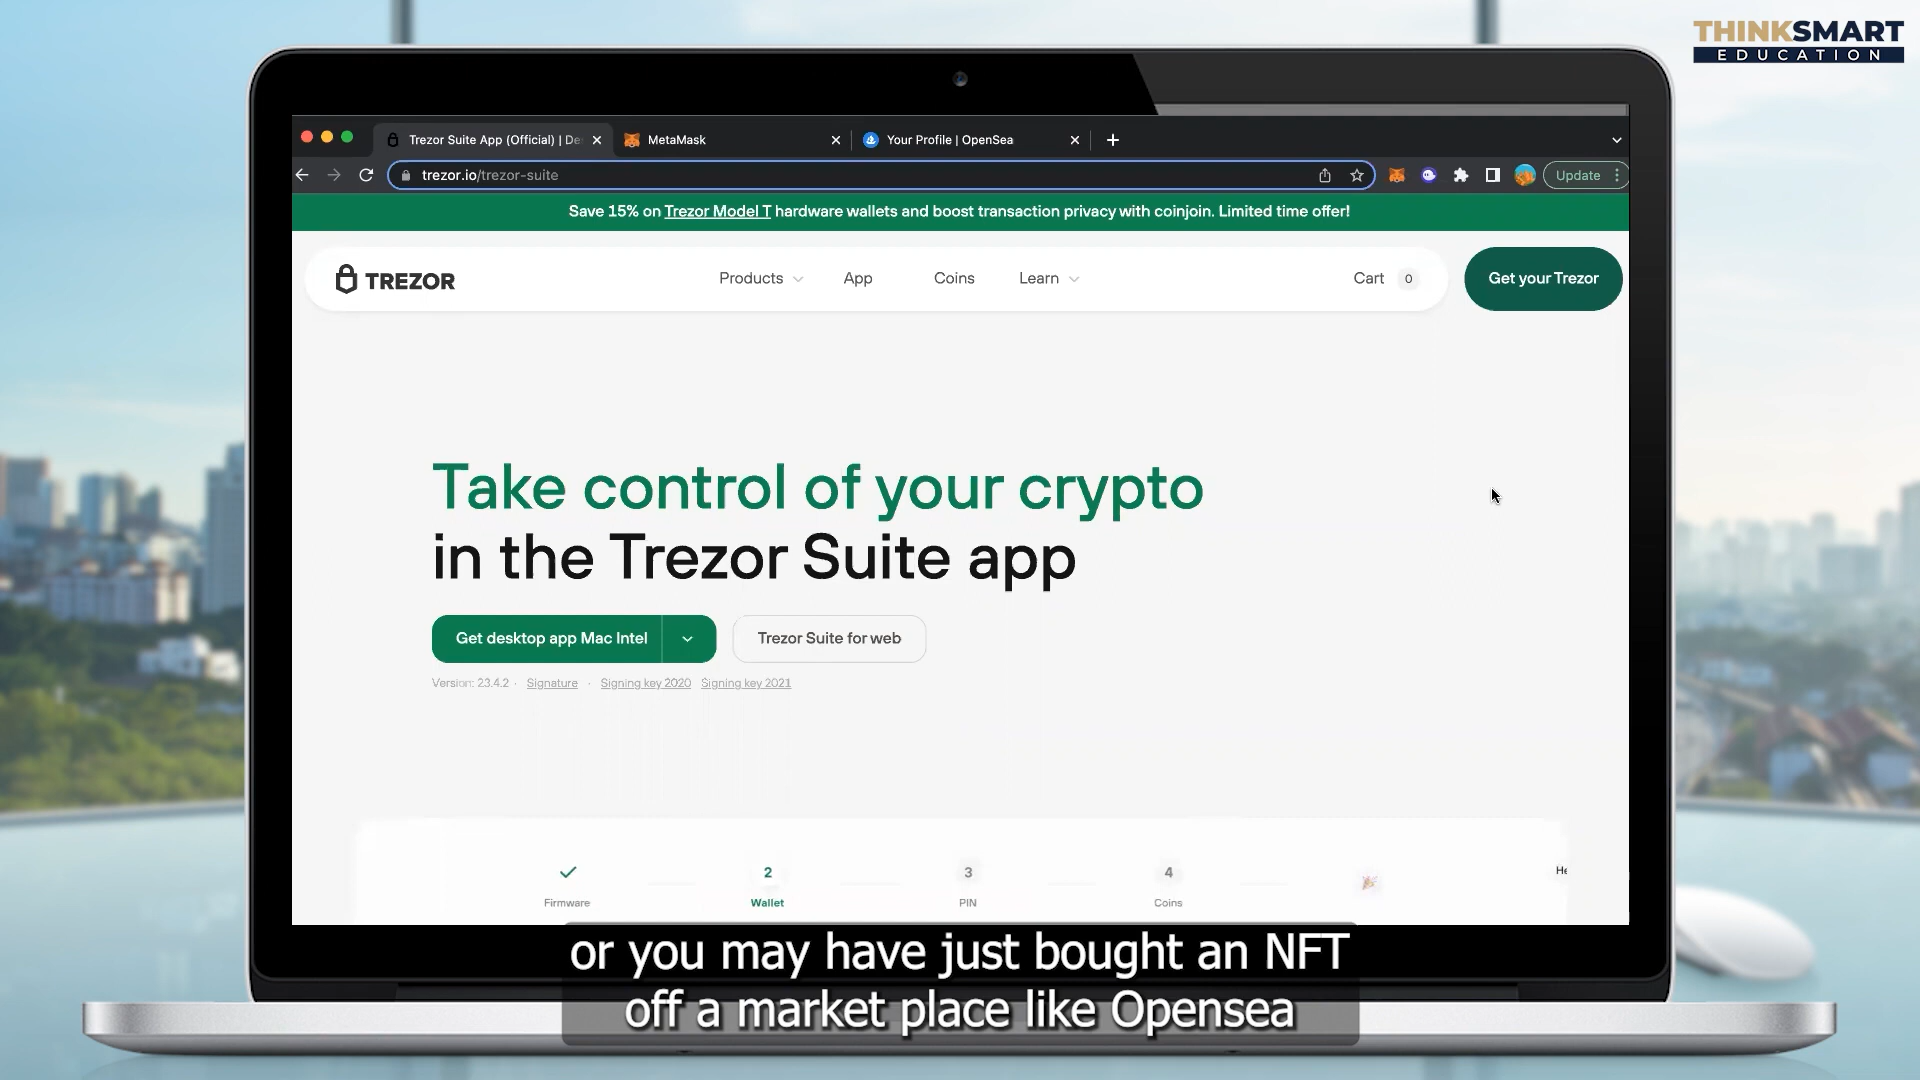 THINKSMART
EDUCATION
Trezor Suite App (Official) | De
MetaMask
Your Profile | OpenSea
trezor.io/trezor-suite
Update
Save 15% on Trezor Model T hardware wallets and boost transaction privacy with coinjoin. Limited time offer!
TREZOR
Products
App
Coins
Learn
Cart 0
Get your Trezor
Take control of your crypto
in the Trezor Suite app
Get desktop app Mac Intel
Trezor Suite for web
Version: 23.4.2 · Signature · Signing key 2020 Signing key 2021
2
3
4
He
Firmware
Wallet
PIN
Coins
or you may have just bought an NFT
off a market place like Opensea